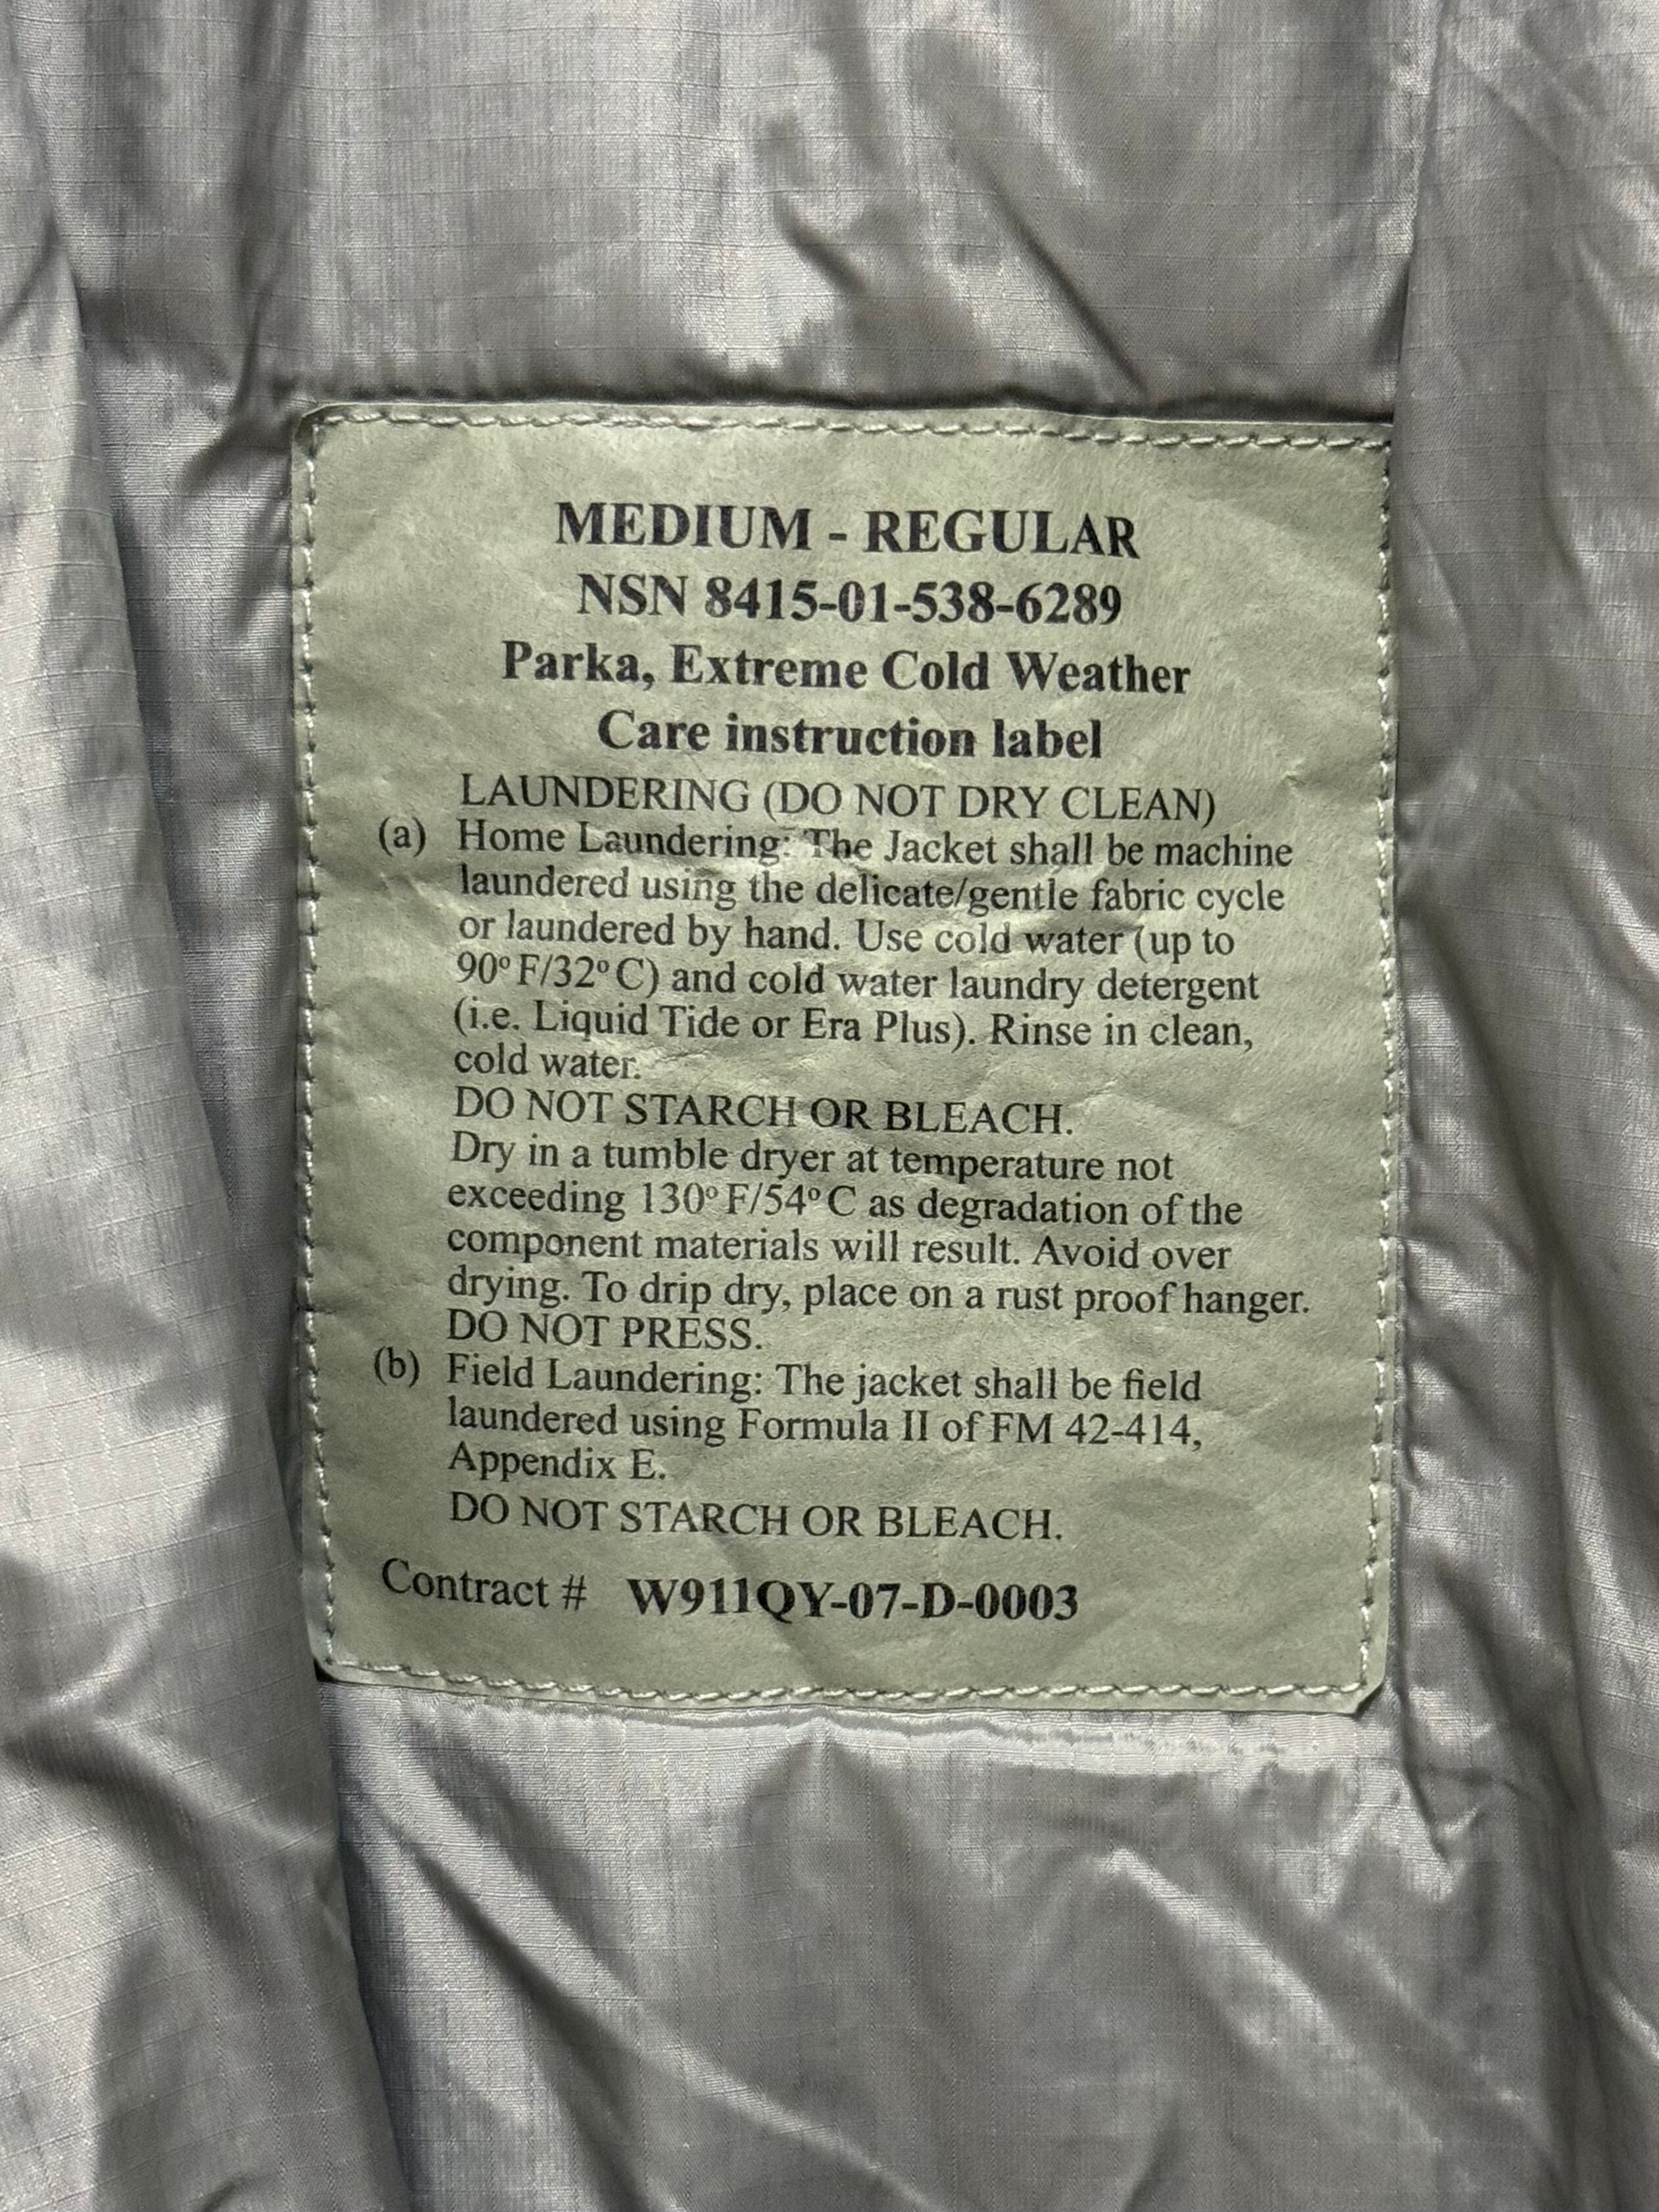 MEDIUM - REGULAR
NSN 8415-01-538-6289
Parka, Extreme Cold Weather
Care instruction label
LAUNDERING (DO NOT DRY CLEAN)
(a) Home Laundering: The Jacket shall be machine
laundered using the delicate/gentle fabric cycle
or laundered by hand. Use cold water (up to
90º F/32º C) and cold water laundry detergent
(i.e. Liquid Tide or Era Plus). Rinse in clean,
cold water.
DO NOT STARCH OR BLEACH.
Dry in a tumble dryer at temperature not
exceeding 130º F/54º C as degradation of the
component materials will result. Avoid over
drying. To drip dry, place on a rust proof hanger.
DO NOT PRESS.
(b) Field Laundering: The jacket shall be field
laundered using Formula II of FM 42-414,
Appendix E.
DO NOT STARCH OR BLEACH.
Contract # W911QY-07-D-0003